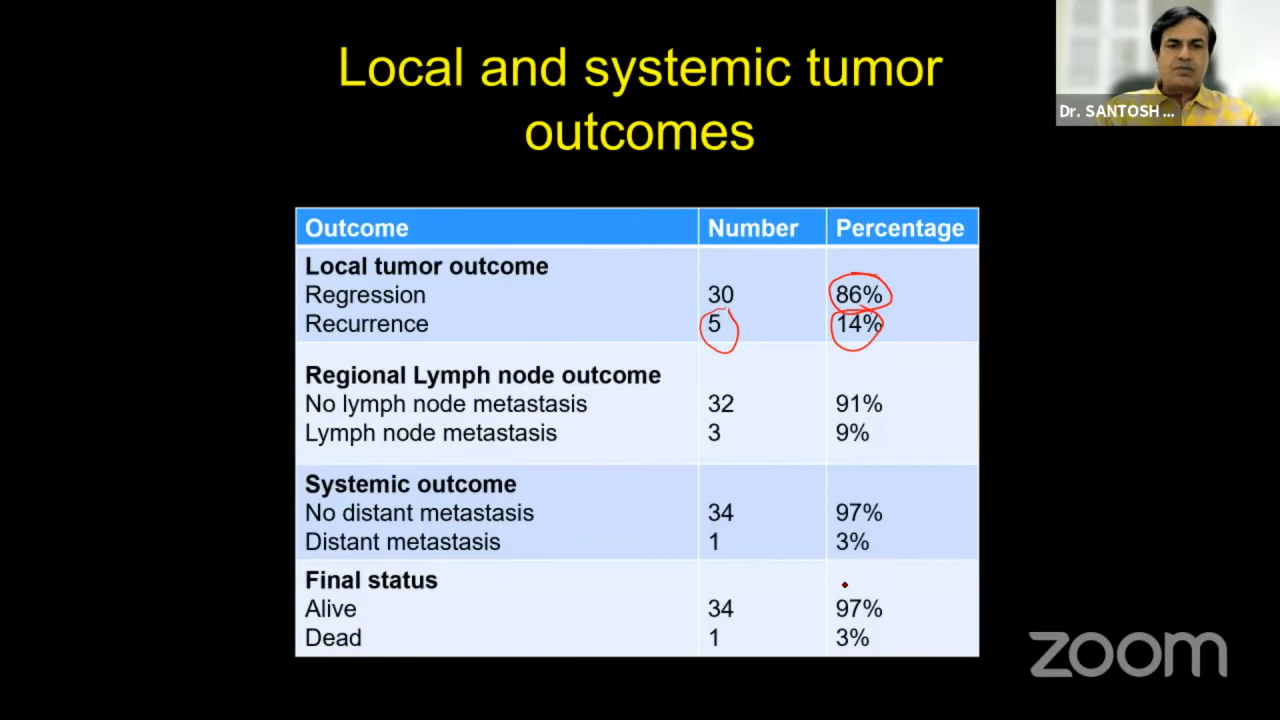 Local and systemic tumor
outcomes
Dr. SANTOSH ...
Outcome Number Percentage
Local tumor outcome
Regression 30 86%
Recurrence 5 14%
Regional Lymph node outcome
No lymph node metastasis 32 91%
Lymph node metastasis 3 9%
Systemic outcome
No distant metastasis 34 97%
Distant metastasis 1 3%
Final status
Alive 34 97%
Dead 1 3%
zoom